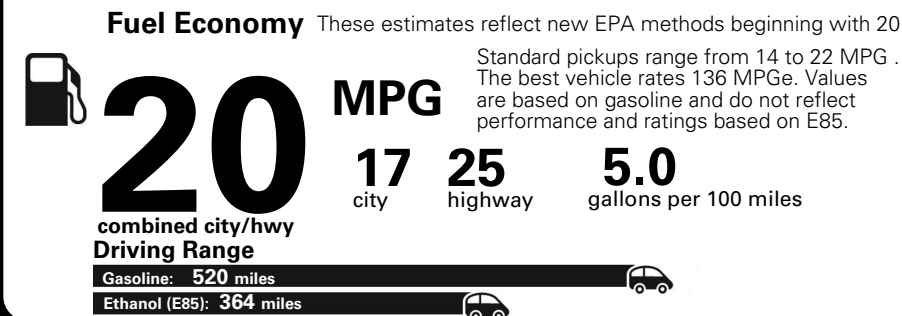 Fuel Economy These estimates reflect new EPA methods beginning with 20
Standard pickups range from 14 to 22 MPG .
The best vehicle rates 136 MPGe. Values
are based on gasoline and do not reflect
performance and ratings based on E85.
20 MPG
17 25 5.0
city highway gallons per 100 miles
combined city/hwy
Driving Range
Gasoline: 520 miles
Ethanol (E85): 364 miles